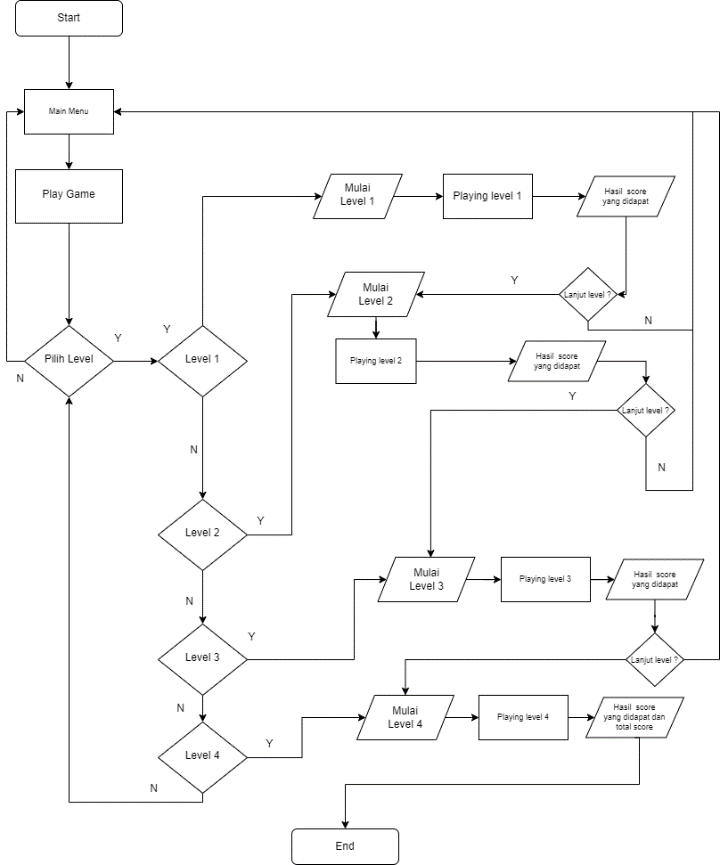 Start
Main Menu
Play Game
Mulai
Level 1
Playing level 1
Hasil score
yang didapat
Y
Mulai
Level 2
Lanjut level ?
N
Y
Y
Pilih Level
Level 1
Playing level 2
Hasil score
yang didapat
N
Y
Lanjut level ?
N
N
Level 2
Y
Mulai
Level 3
Playing level 3
Hasil score
yang didapat
N
Y
Level 3
Lanjut level ?
N
Mulai
Level 4
Playing level 4
Hasil score
yang didapat dan
total score
Y
Level 4
N
End